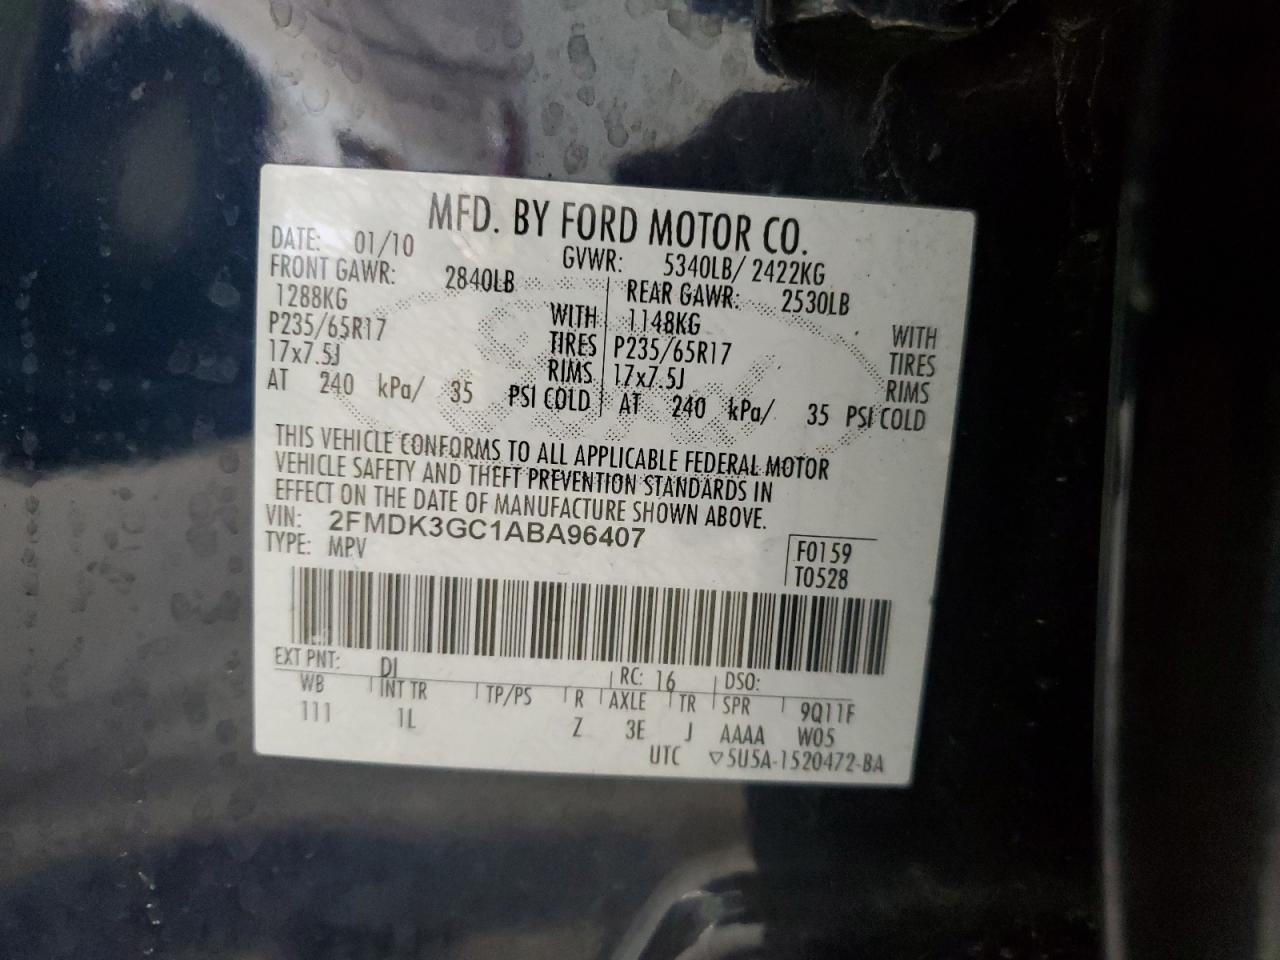 MFD. BY FORD MOTOR CO.
DATE: 01/10 GVWR: 5340LB/ 2422KG
FRONT GAWR: 2840LB REAR GAWR: 2530LB
1288KG WITH 1148KG WITH
P235/65R17 TIRES P235/65R17 TIRES
17x7.5J RIMS 17x7.5J RIMS
AT 240 kPa/ 35 PSI COLD AT 240 kPa/ 35 PSI COLD
THIS VEHICLE CONFORMS TO ALL APPLICABLE FEDERAL MOTOR
VEHICLE SAFETY AND THEFT PREVENTION STANDARDS IN
EFFECT ON THE DATE OF MANUFACTURE SHOWN ABOVE.
VIN: 2FMDK3GC1ABA96407
TYPE: MPV F0159
T0528
EXT PNT: DI RC: 16 DSO:
WB INT TR TP/PS R AXLE TR SPR 9Q11F
111 1L Z 3E J AAAA W05
UTC ▽5U5A-1520472-BA